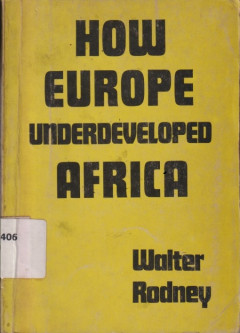 HOW
EUROPE
UNDERDEVELOPED
AFRICA
406
Walter
Rodney